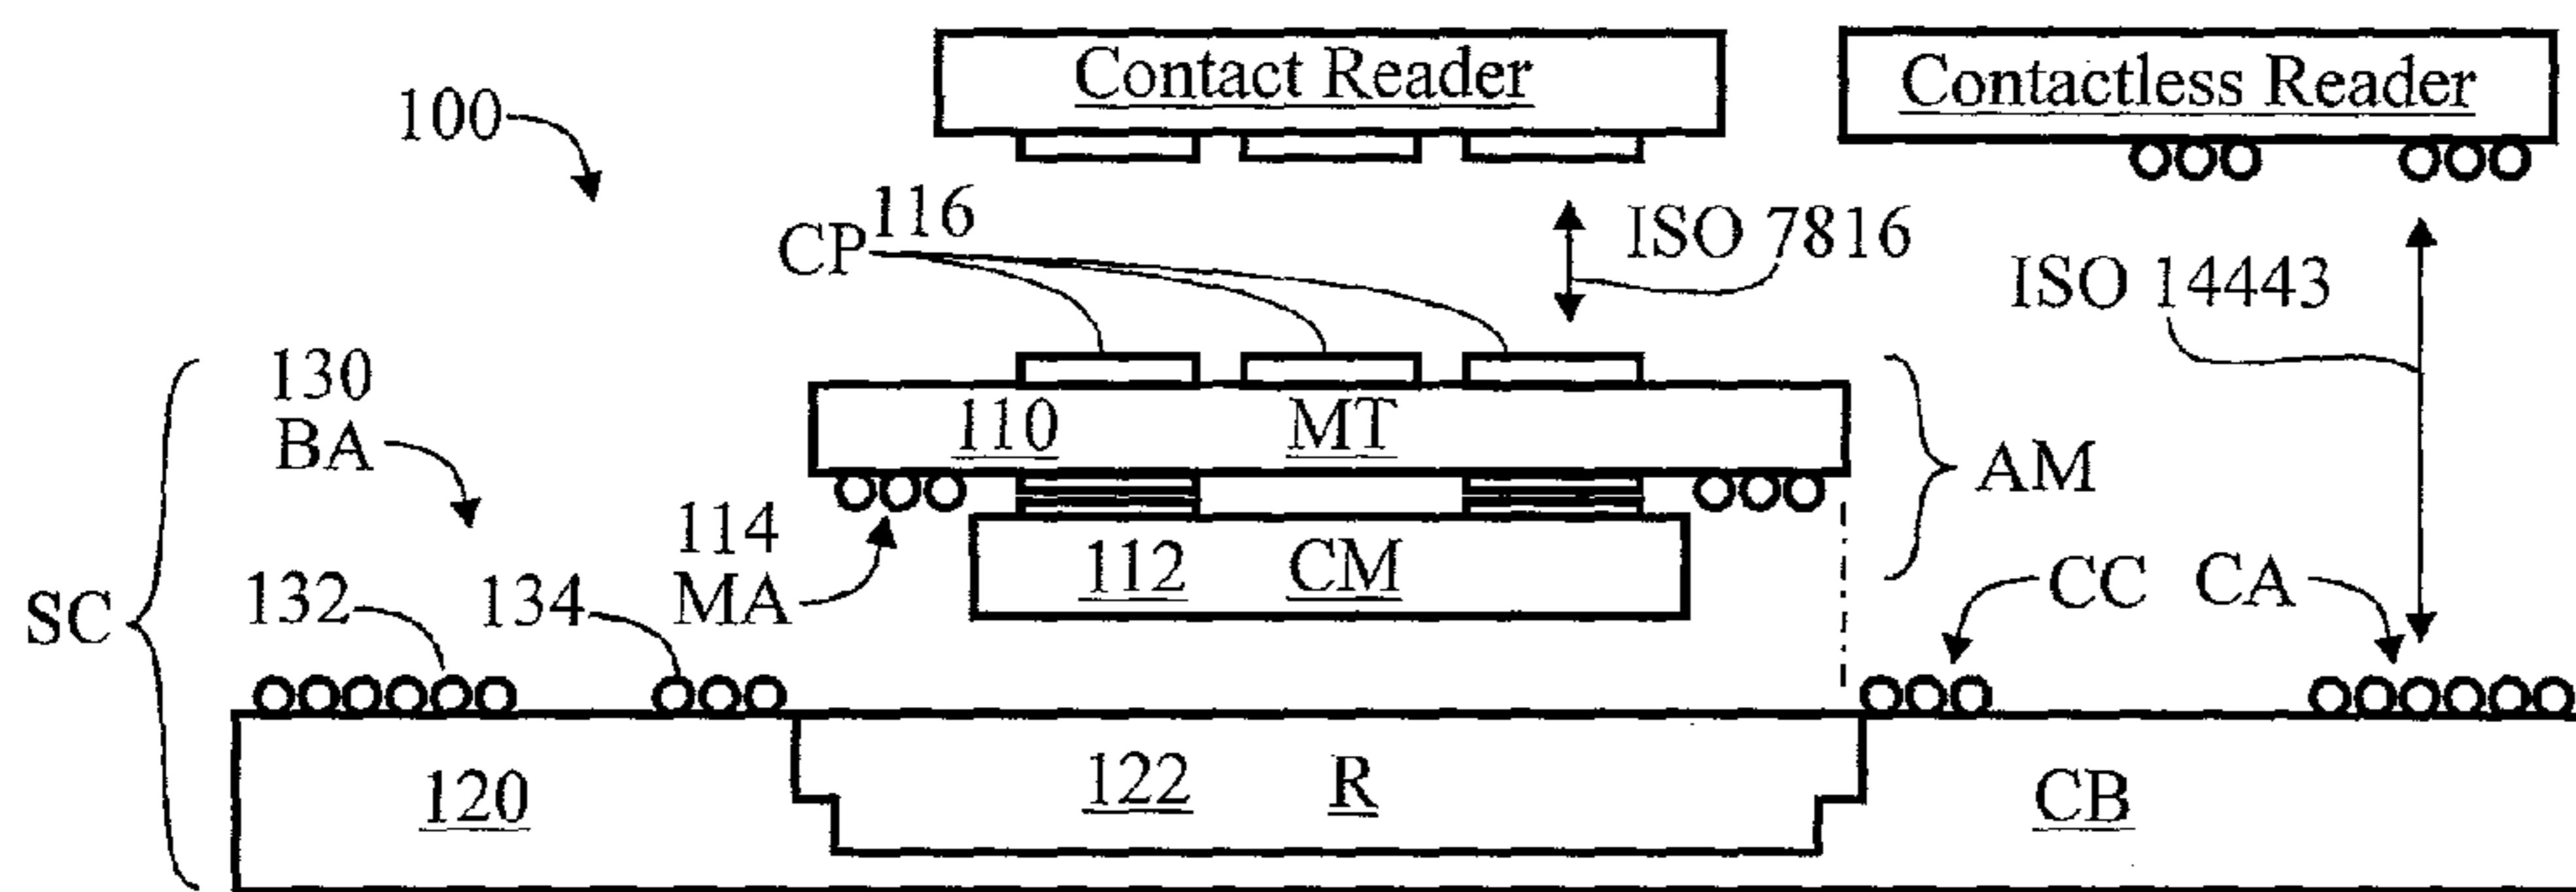 Contact Reader
Contactless Reader
100
CP 116
ISO 7816
ISO 14443
130
BA
110 MT
AM
114
MA
112 CM
CC CA
SC
132
134
120
122 R
CB